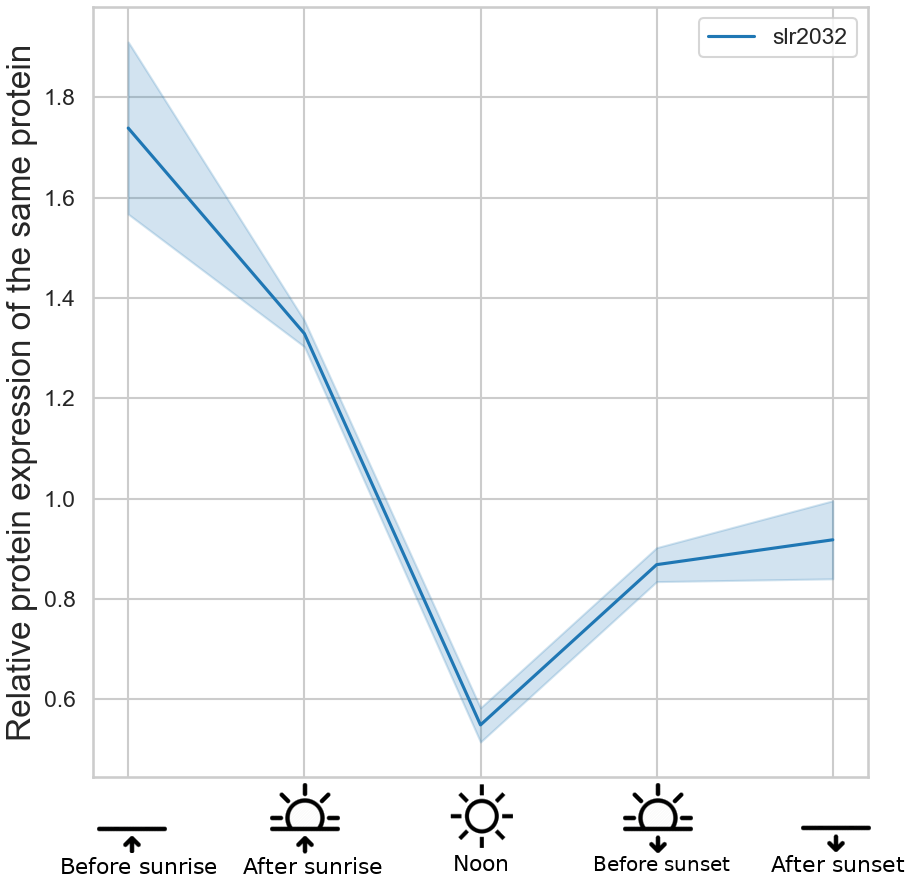 slr2032
Relative protein expression of the same protein
1.8
1.6
1.4
1.2
1.0
0.8
0.6
Before sunrise
After sunrise
Noon
Before sunset
After sunset